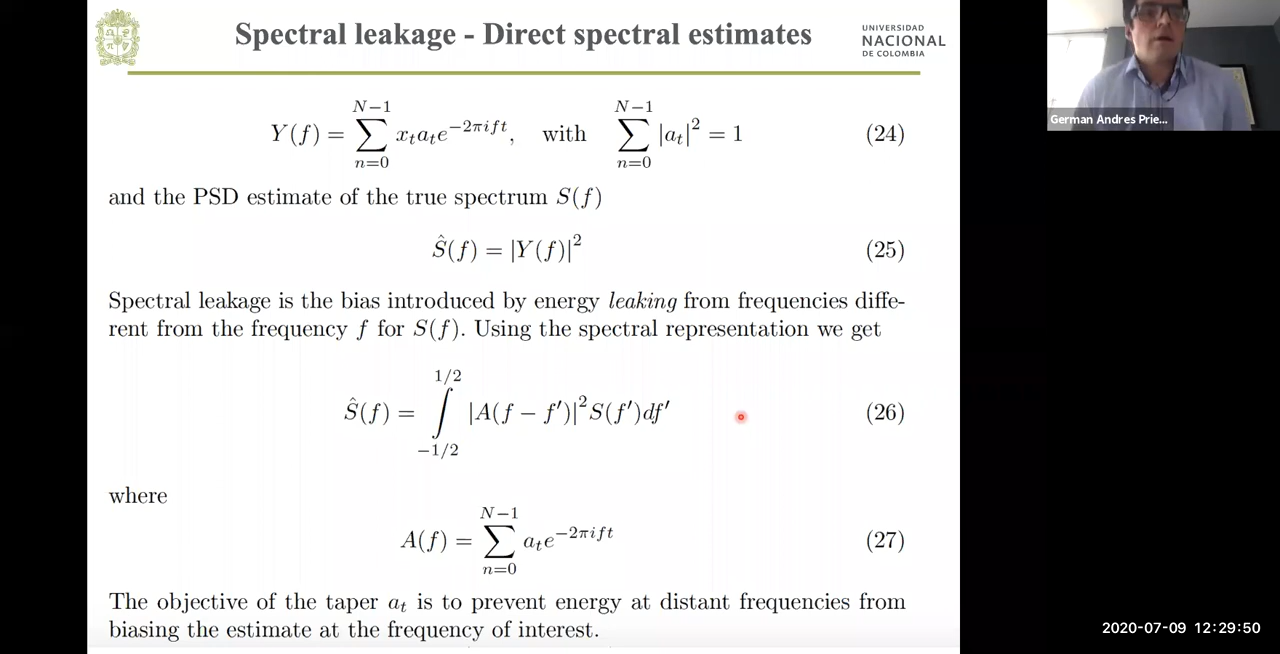 Spectral leakage - Direct spectral estimates
UNIVERSIDAD
NACIONAL
DE COLOMBIA
German Andres Prie...
Y(f) = \sum_{n=0}^{N-1} x_t a_t e^{-2πift}, with \sum_{n=0}^{N-1} |a_t|^2 = 1 (24)
and the PSD estimate of the true spectrum S(f)
Ŝ(f) = |Y(f)|^2 (25)
Spectral leakage is the bias introduced by energy leaking from frequencies diffe-
rent from the frequency f for S(f). Using the spectral representation we get
Ŝ(f) = \int_{-1/2}^{1/2} |A(f − f′)|^2 S(f′)df′ (26)
where
A(f) = \sum_{n=0}^{N-1} a_t e^{-2πift} (27)
The objective of the taper a_t is to prevent energy at distant frequencies from
biasing the estimate at the frequency of interest.
2020-07-09 12:29:50